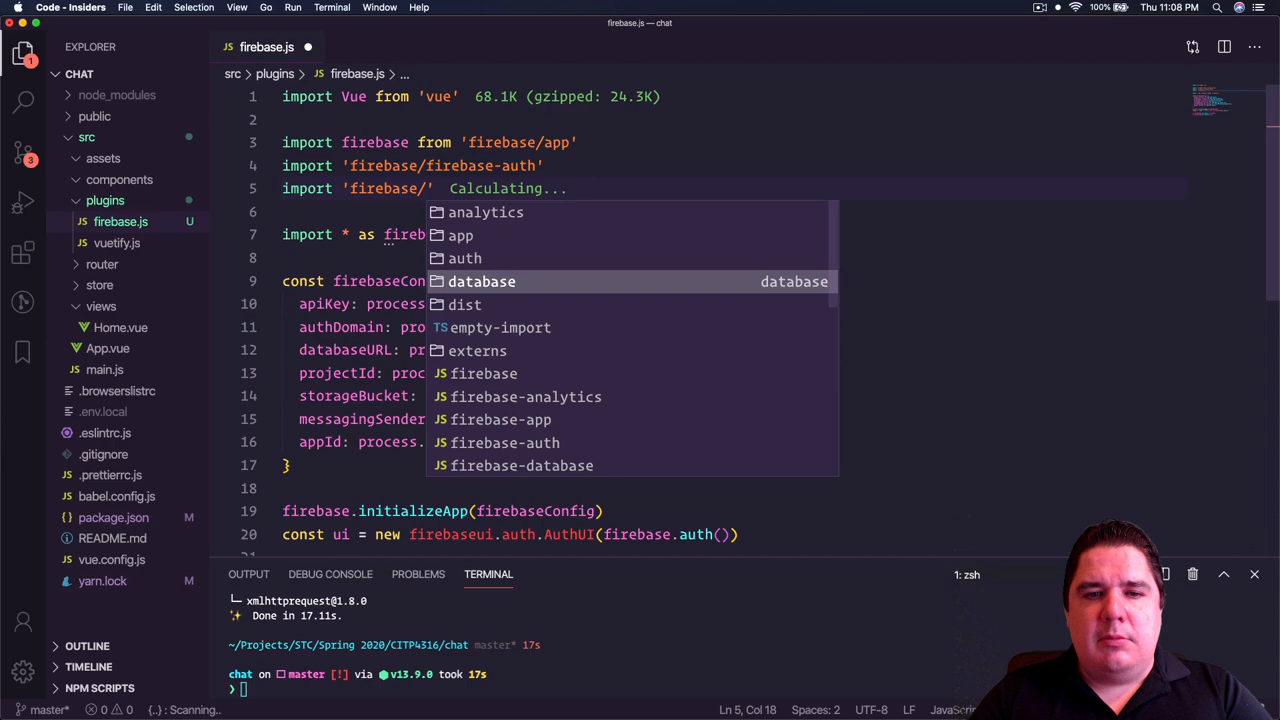 Code - Insiders File Edit Selection View Go Run Terminal Window Help 100% Thu 11:08 PM
firebase.js — chat
EXPLORER
CHAT
node_modules
public
src
assets
components
plugins
firebase.js U
vuetify.js
router
store
views
Home.vue
App.vue
main.js
.browserslistrc
.env.local
.eslintrc.js
.gitignore
.prettierrc.js
babel.config.js
package.json M
README.md
vue.config.js
yarn.lock M
OUTLINE
TIMELINE
NPM SCRIPTS
1
3
JS firebase.js
src > plugins > JS firebase.js > ...
1 import Vue from 'vue' 68.1K (gzipped: 24.3K)
2
3 import firebase from 'firebase/app'
4 import 'firebase/firebase-auth'
5 import 'firebase/' Calculating...
6
7 import * as fireb
8
9 const firebaseCon
10 apiKey: process
11 authDomain: pro
12 databaseURL: pr
13 projectId: proc
14 storageBucket:
15 messagingSender
16 appId: process.
17 }
18
19 firebase.initializeApp(firebaseConfig)
20 const ui = new firebaseui.auth.AuthUI(firebase.auth())
21
analytics
app
auth
database database
dist
TS empty-import
externs
JS firebase
JS firebase-analytics
JS firebase-app
JS firebase-auth
JS firebase-database
OUTPUT DEBUG CONSOLE PROBLEMS TERMINAL 1: zsh
└─ xmlhttprequest@1.8.0
✨ Done in 17.11s.
~/Projects/STC/Spring 2020/CITP4316/chat master* 17s
chat on master [!] via v13.9.0 took 17s
❯
master* 0 0 {..} : Scanning.. Ln 5, Col 18 Spaces: 2 UTF-8 LF